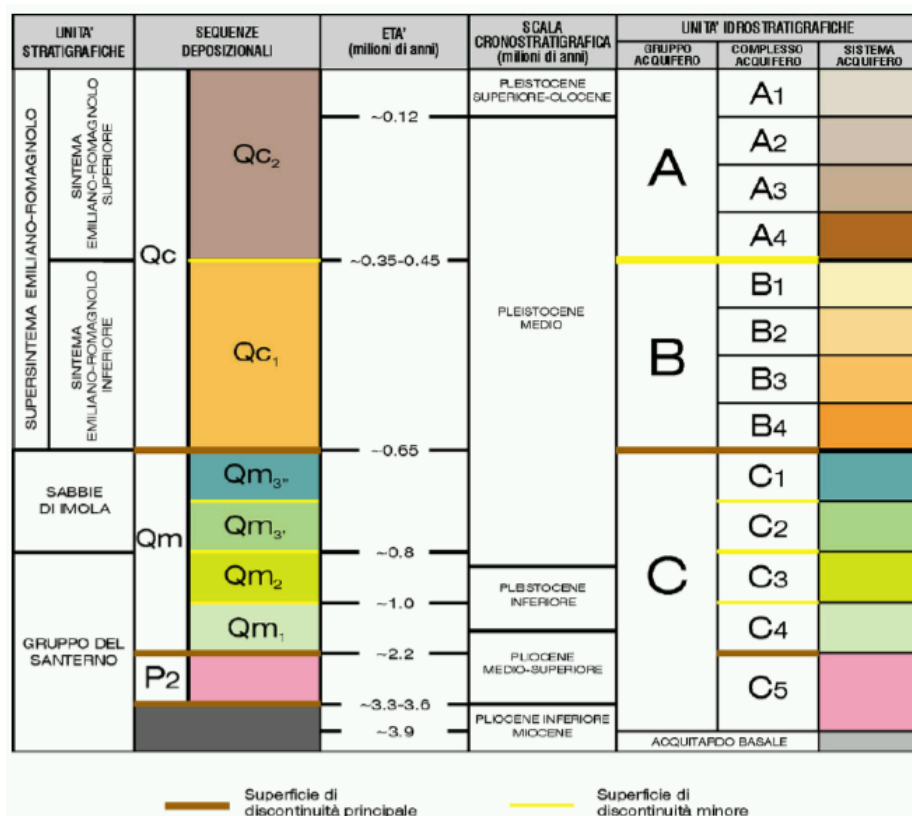 UNITA'
STRATIGRAFICHE
SEQUENZE
DEPOSIZIONALI
ETA'
(milioni di anni)
SCALA
CRONOSTRATIGRAFICA
(milioni di anni)
UNITA' IDROSTRATIGRAFICHE
GRUPPO
ACQUIFERO
COMPLESSO
ACQUIFERO
SISTEMA
ACQUIFERO
SUPERSINTEMA EMILIANO-ROMAGNOLO
SINTEMA
EMILIANO-ROMAGNOLO
SUPERIORE
SINTEMA
EMILIANO-ROMAGNOLO
INFERIORE
SABBIE
DI IMOLA
GRUPPO DEL
SANTERNO
Qc
Qm
P2
Qc2
Qc1
Qm3"
Qm3'
Qm2
Qm1
~0.12
~0.35-0.45
~0.65
~0.8
~1.0
~2.2
~3.3-3.6
~3.9
PLEISTOCENE
SUPERIORE-OLOCENE
PLEISTOCENE
MEDIO
PLEISTOCENE
INFERIORE
PLIOCENE
MEDIO-SUPERIORE
PLIOCENE INFERIORE
MIOCENE
A
B
C
A1
A2
A3
A4
B1
B2
B3
B4
C1
C2
C3
C4
C5
ACQUITARDO BASALE
Superficie di
discontinuità principale
Superficie di
discontinuità minore